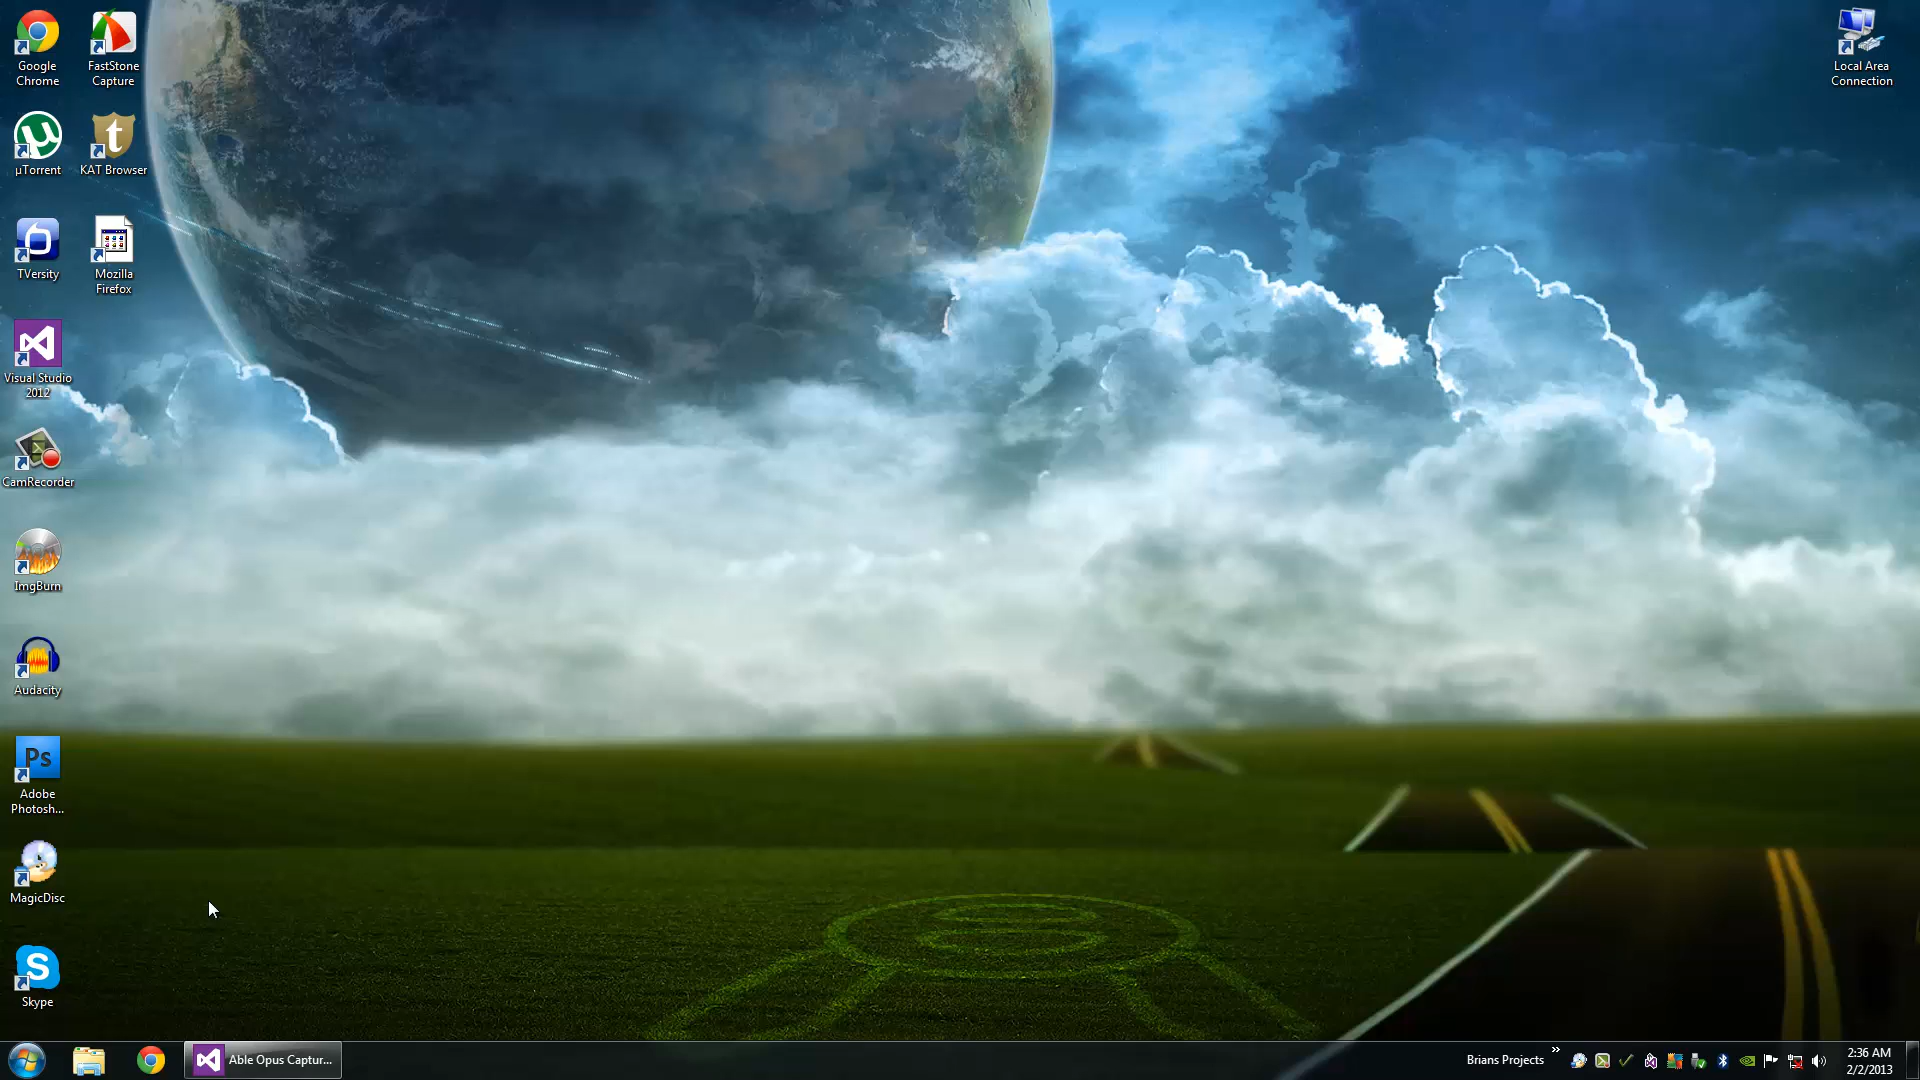 Google
Chrome
FastStone
Capture
Local Area
Connection
µTorrent
t
KAT Browser
TVersity
Mozilla
Firefox
Visual Studio
2012
CamRecorder
ImgBurn
Audacity
Ps
Adobe
Photosh...
MagicDisc
S
Skype
Able Opus Captur...
Brians Projects
2:36 AM
2/2/2013